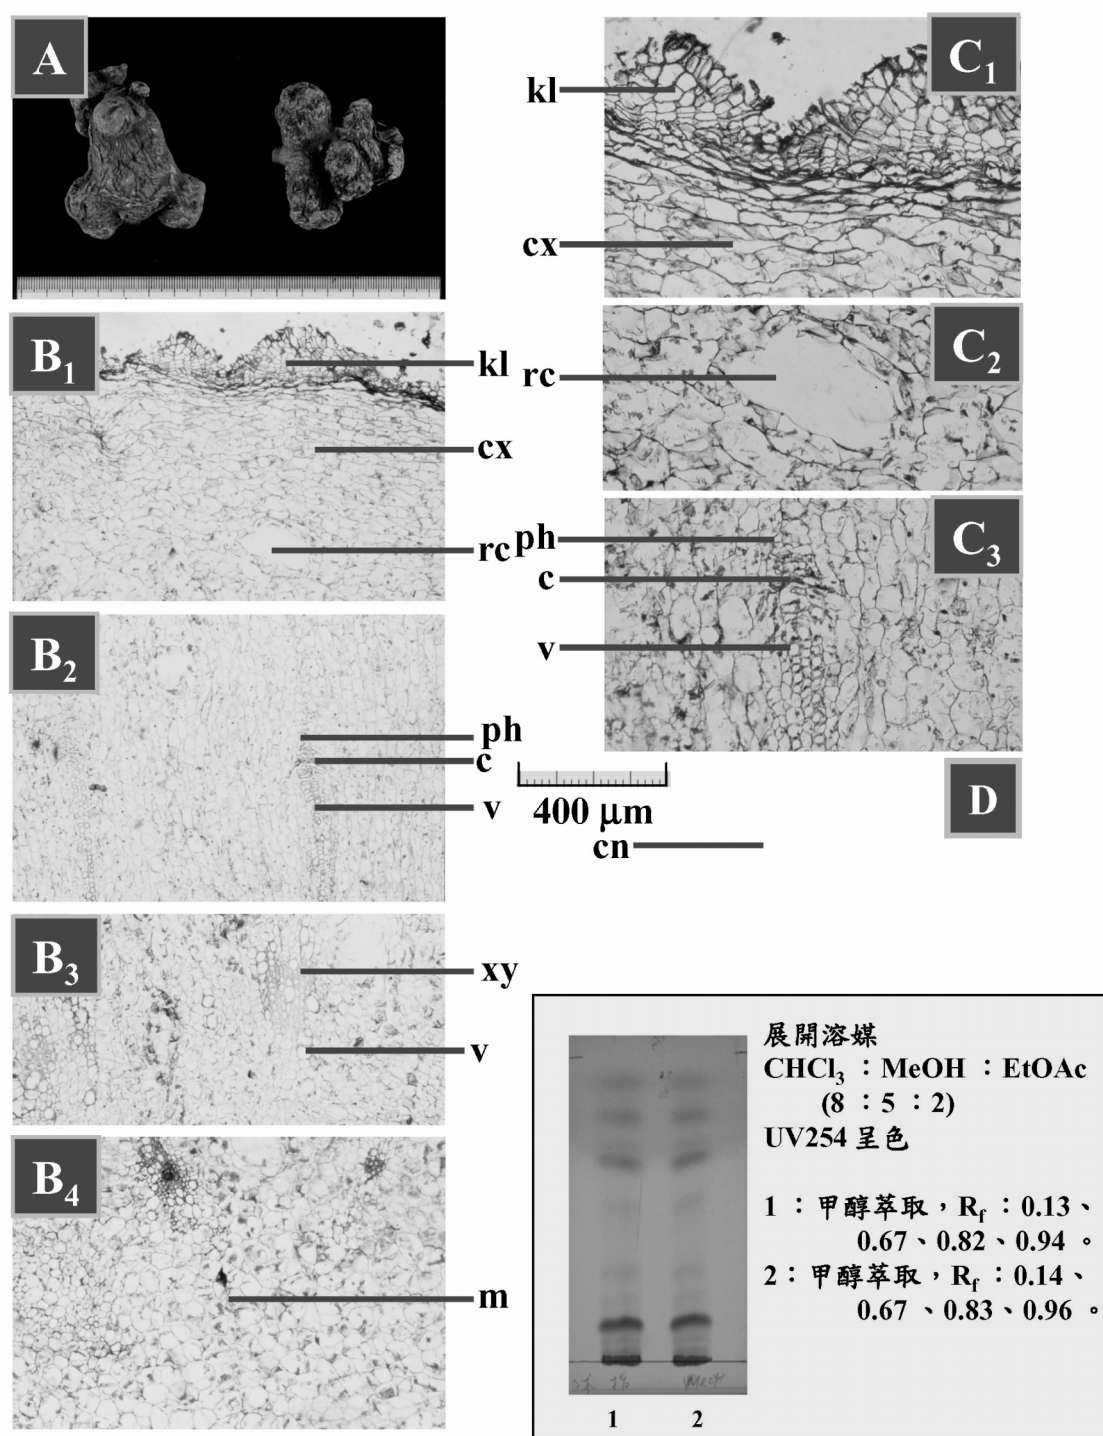 A
B1
kl
cx
rc
B2
ph
c
v
B3
xy
v
B4
m
C1
kl
cx
C2
rc
C3
ph
c
v
D
400 μm
cn
展開溶媒
CHCl3：MeOH：EtOAc
(8：5：2)
UV254 呈色
1：甲醇萃取，Rf：0.13、
0.67、0.82、0.94 。
2：甲醇萃取，Rf：0.14、
0.67 、0.83、0.96 。
1 2